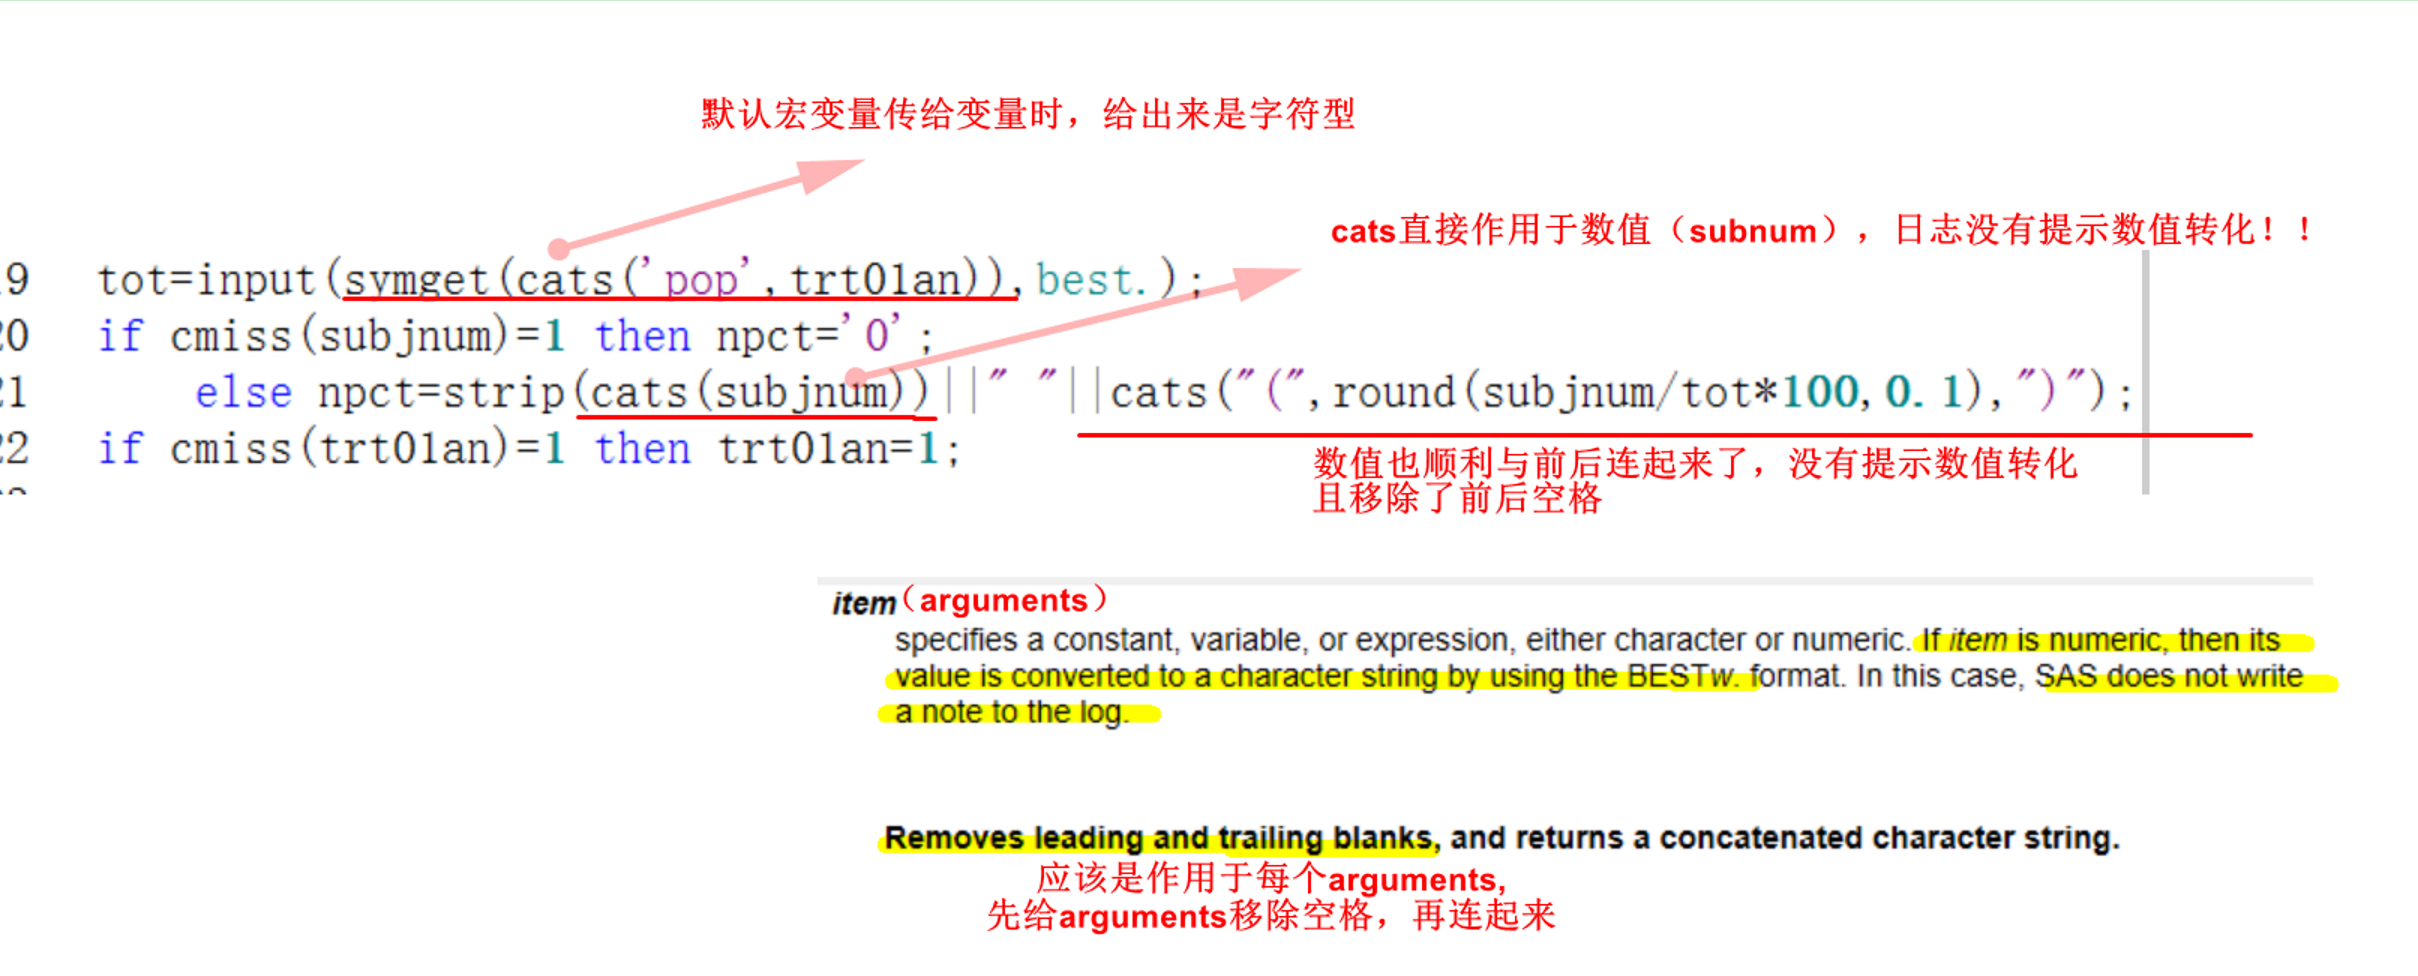 默认宏变量传给变量时，给出来是字符型
cats直接作用于数值（subnum），日志没有提示数值转化！！
19 tot=input(symget(cats('pop',trt01an)),best.);
20 if cmiss(subjnum)=1 then npct='0';
21 else npct=strip(cats(subjnum))||" "||cats("(",round(subjnum/tot*100,0.1),")");
22 if cmiss(trt01an)=1 then trt01an=1;
数值也顺利与前后连起来了，没有提示数值转化
且移除了前后空格
item（arguments）
specifies a constant, variable, or expression, either character or numeric. If item is numeric, then its
value is converted to a character string by using the BESTw. format. In this case, SAS does not write
a note to the log.
Removes leading and trailing blanks, and returns a concatenated character string.
应该是作用于每个arguments,
先给arguments移除空格，再连起来